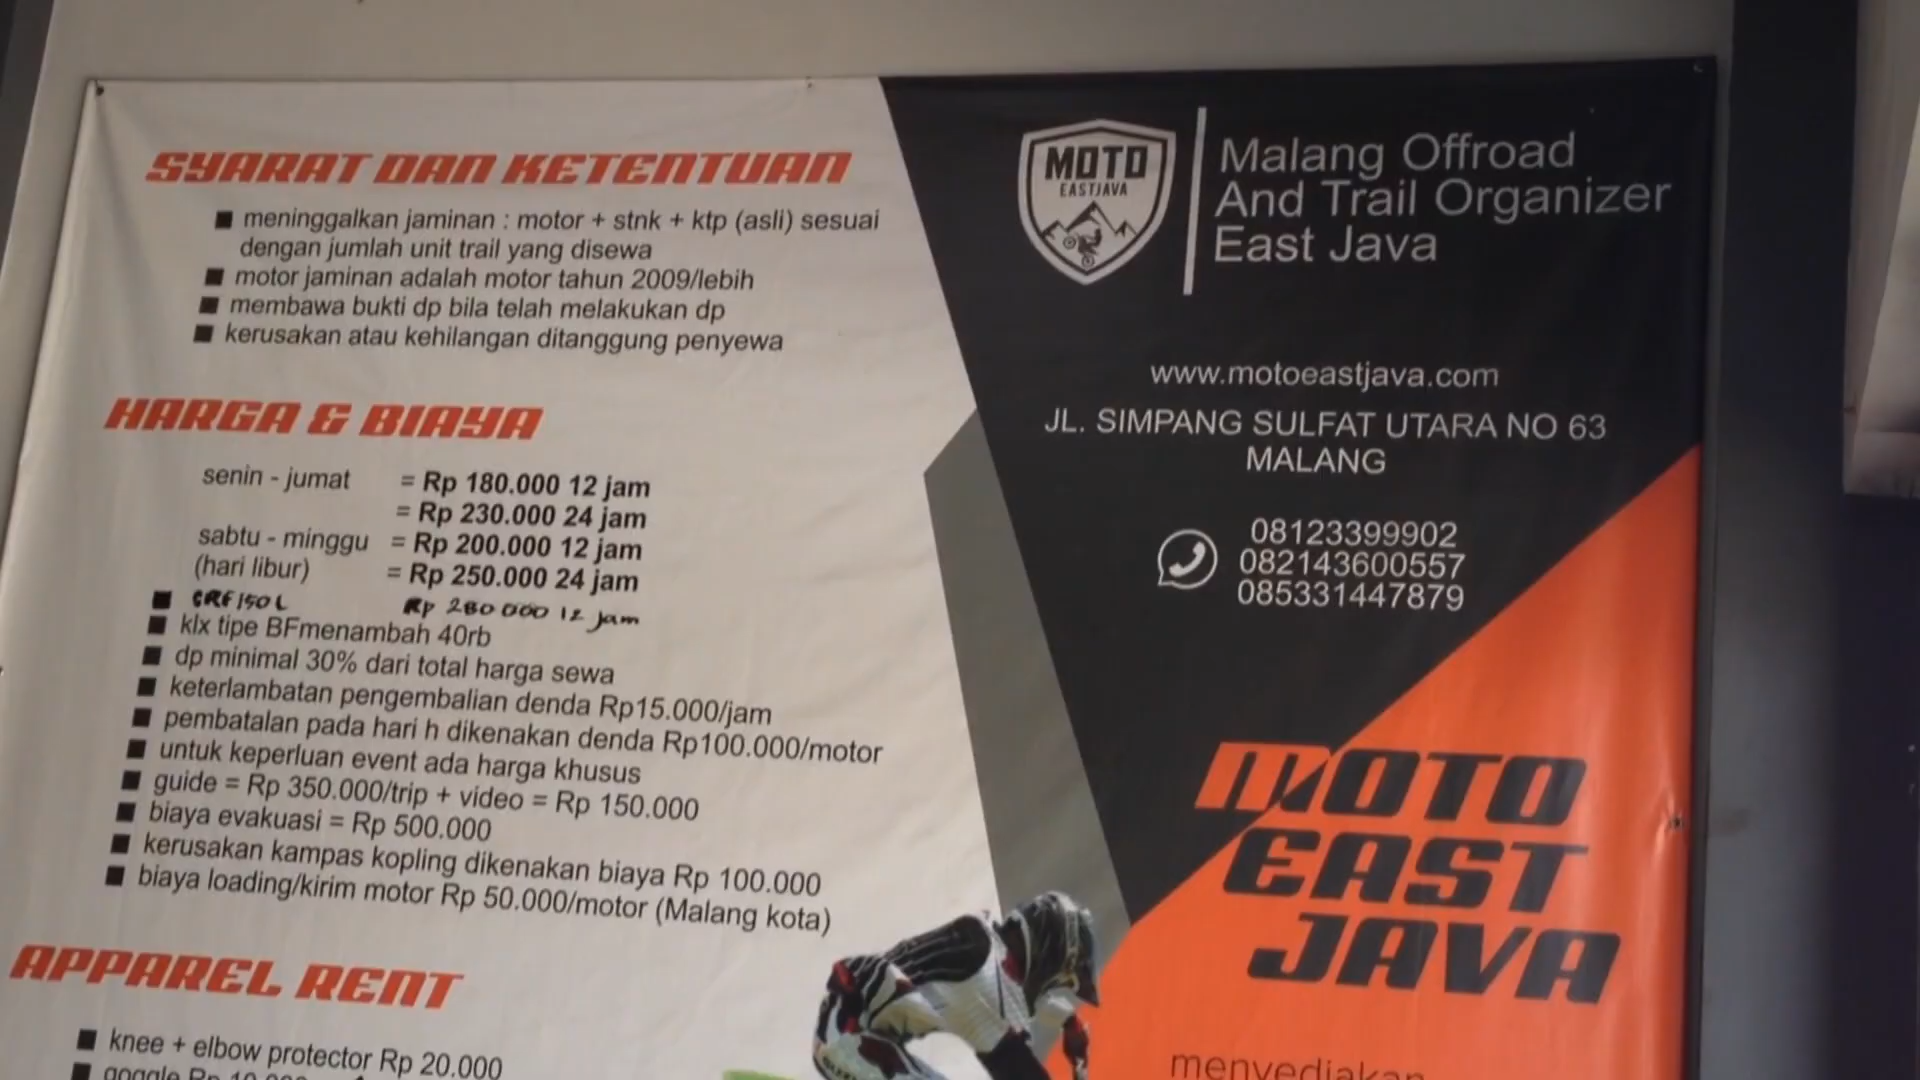 SYARAT DAN KETENTUAN
■ meninggalkan jaminan : motor + stnk + ktp (asli) sesuai
dengan jumlah unit trail yang disewa
■ motor jaminan adalah motor tahun 2009/lebih
■ membawa bukti dp bila telah melakukan dp
■ kerusakan atau kehilangan ditanggung penyewa
HARGA & BIAYA
senin - jumat = Rp 180.000 12 jam
= Rp 230.000 24 jam
sabtu - minggu = Rp 200.000 12 jam
(hari libur) = Rp 250.000 24 jam
■ CRF 150 L Rp 280 000 12 jam
■ klx tipe BFmenambah 40rb
■ dp minimal 30% dari total harga sewa
■ keterlambatan pengembalian denda Rp15.000/jam
■ pembatalan pada hari h dikenakan denda Rp100.000/motor
■ untuk keperluan event ada harga khusus
■ guide = Rp 350.000/trip + video = Rp 150.000
■ biaya evakuasi = Rp 500.000
■ kerusakan kampas kopling dikenakan biaya Rp 100.000
■ biaya loading/kirim motor Rp 50.000/motor (Malang kota)
APPAREL RENT
■ knee + elbow protector Rp 20.000
■ goggle Rp
MOTO
EASTJAVA
Malang Offroad
And Trail Organizer
East Java
www.motoeastjava.com
JL. SIMPANG SULFAT UTARA NO 63
MALANG
08123399902
082143600557
085331447879
MOTO
EAST
JAVA
menyediakan